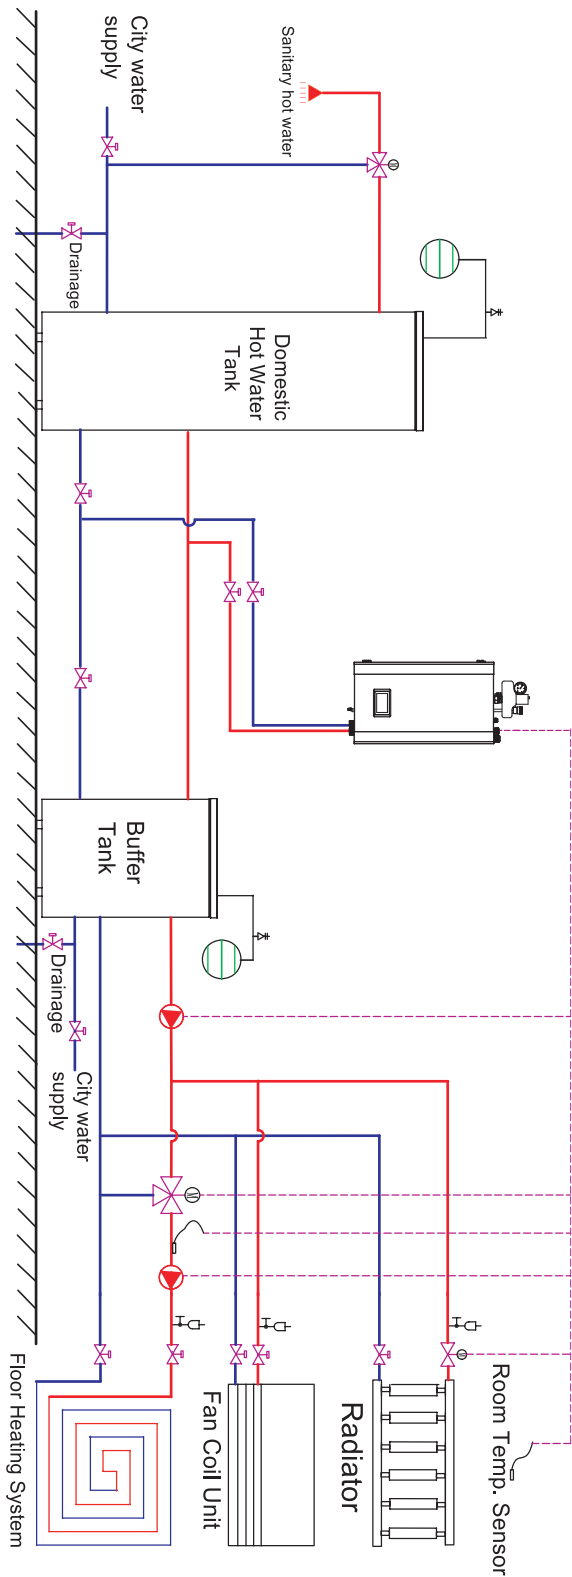 City water
supply
Sanitary hot water
Drainage
Domestic
Hot Water
Tank
Buffer
Tank
Drainage
City water
supply
Room Temp. Sensor
Radiator
Fan Coil Unit
Floor Heating System